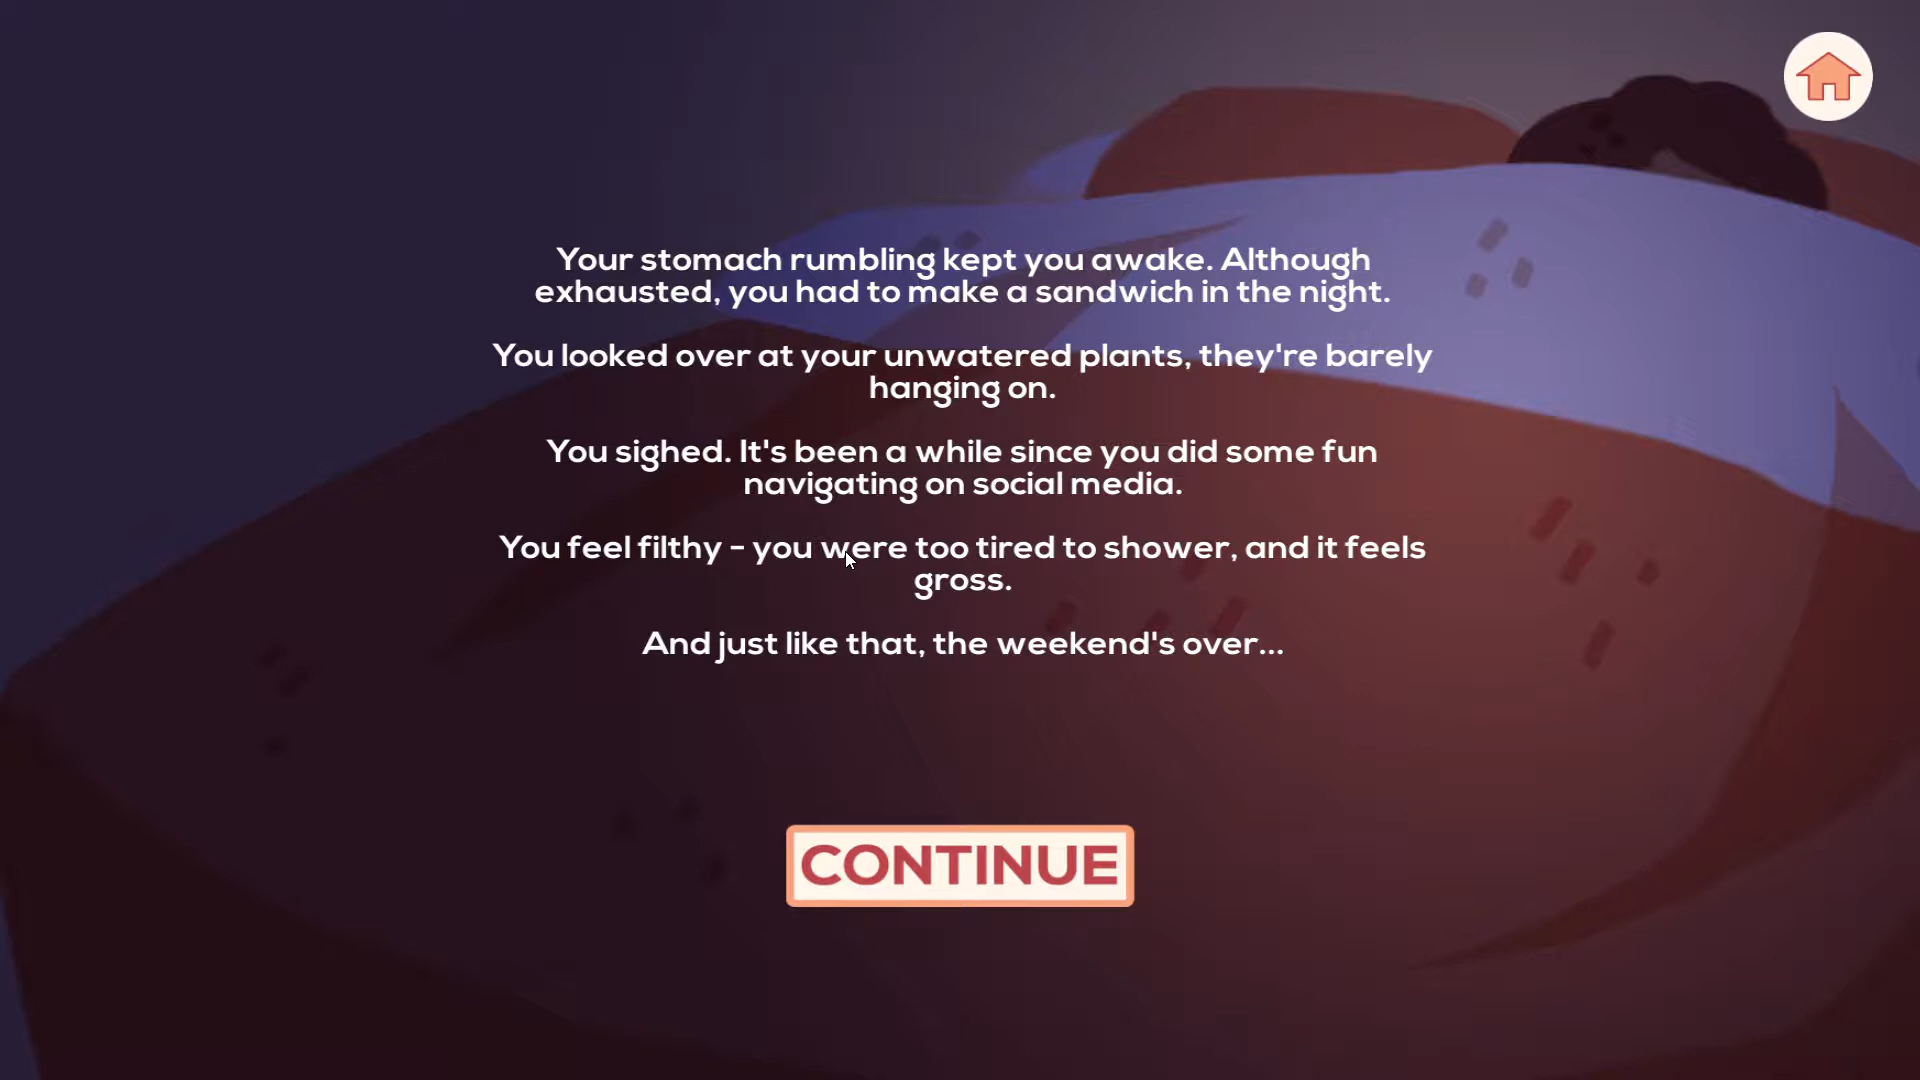 Your stomach rumbling kept you awake. Although
exhausted, you had to make a sandwich in the night.
You looked over at your unwatered plants, they're barely
hanging on.
You sighed. It's been a while since you did some fun
navigating on social media.
You feel filthy - you were too tired to shower, and it feels
gross.
And just like that, the weekend's over...
CONTINUE